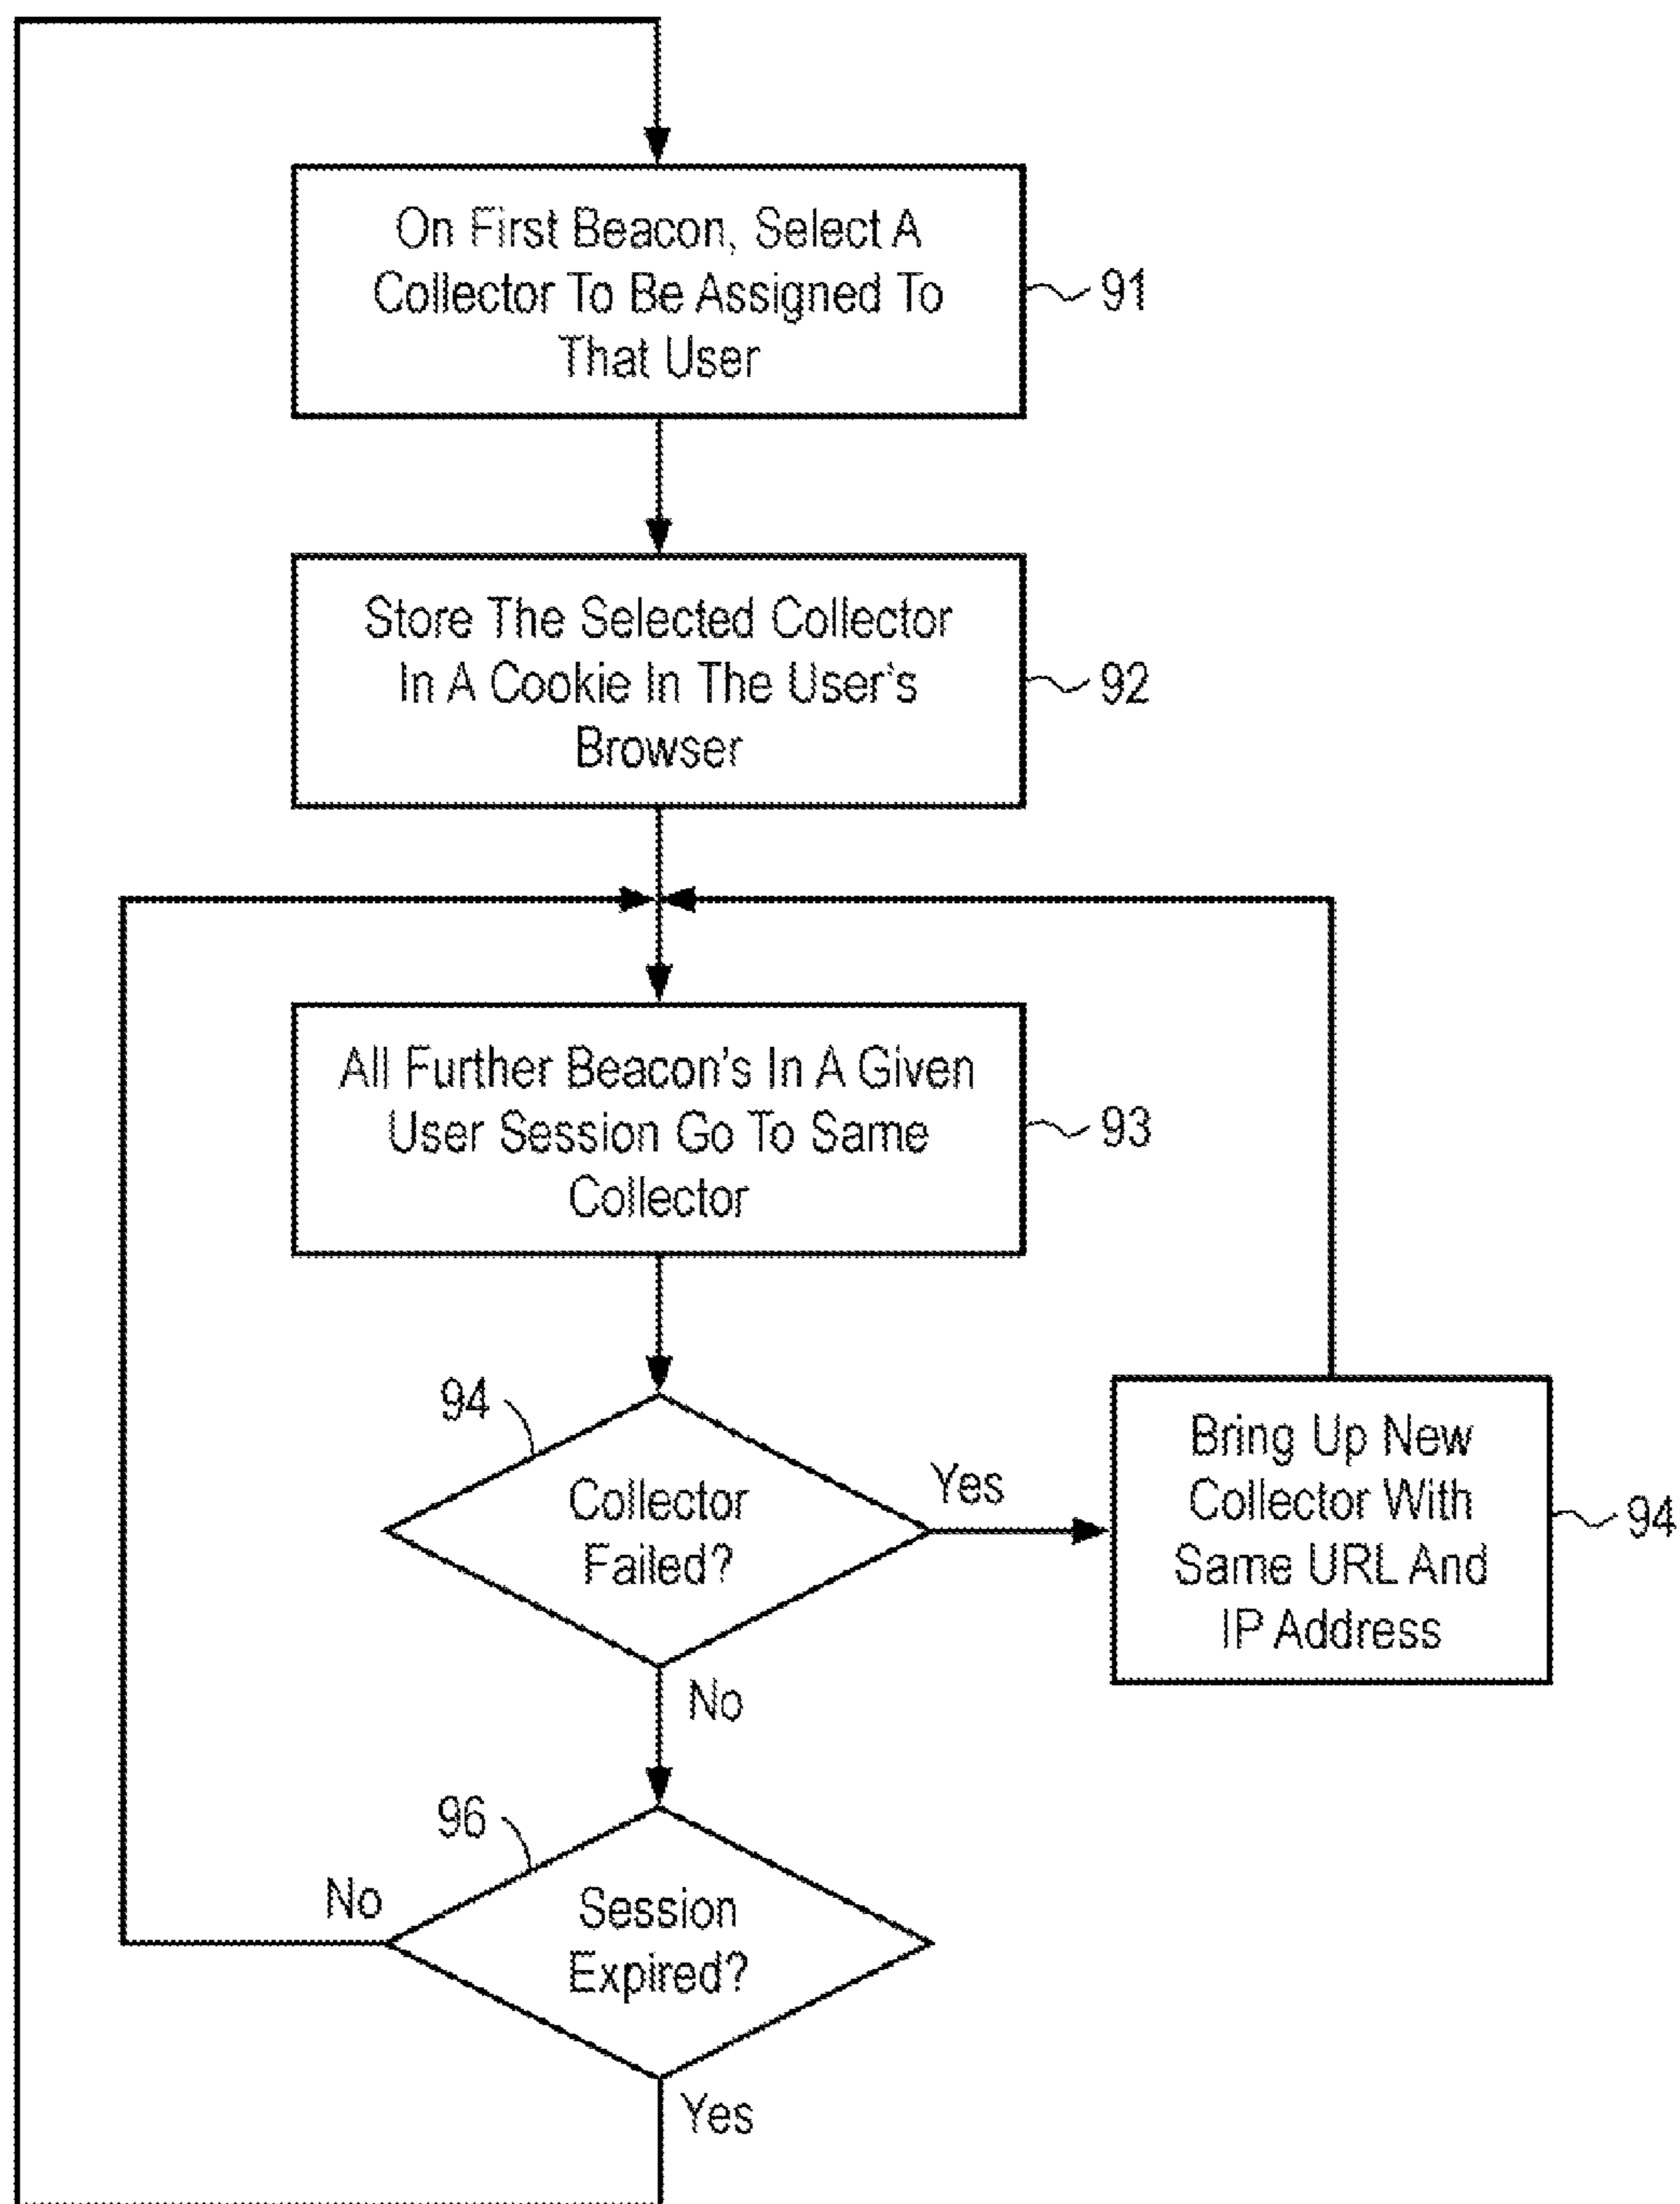 On First Beacon, Select A
Collector To Be Assigned To
That User
91
Store The Selected Collector
In A Cookie In The User's
Browser
92
All Further Beacon's In A Given
User Session Go To Same
Collector
93
94
Collector
Failed?
Yes
Bring Up New
Collector With
Same URL And
IP Address
94
No
96
No
Session
Expired?
Yes